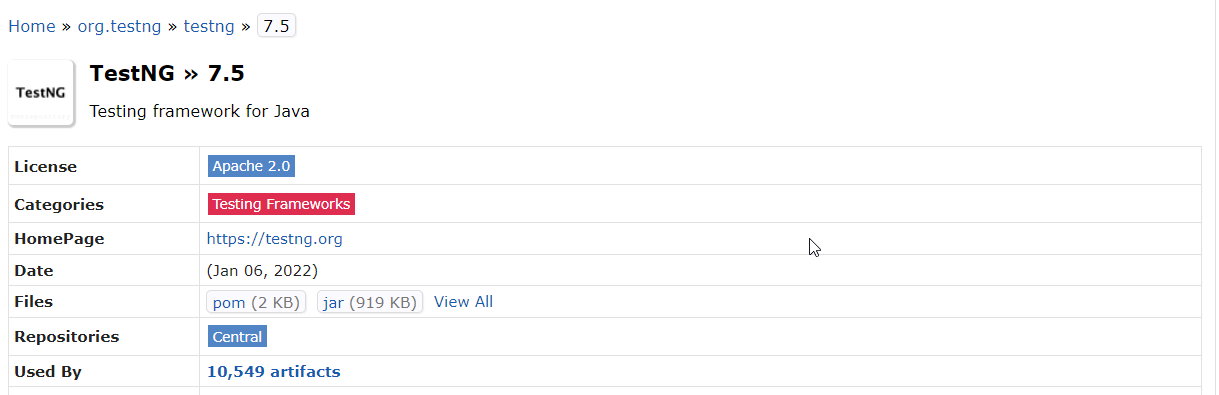 Home » org.testng » testng » 7.5
TestNG
TestNG » 7.5
Testing framework for Java
License Apache 2.0
Categories Testing Frameworks
HomePage https://testng.org
Date (Jan 06, 2022)
Files pom (2 KB) jar (919 KB) View All
Repositories Central
Used By 10,549 artifacts